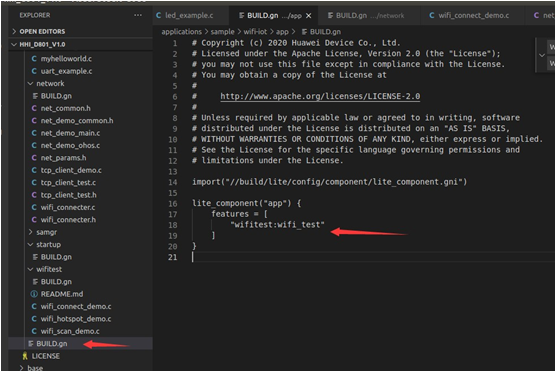 EXPLORER
OPEN EDITORS
HHI_D801_V1.0
myhelloworld.c
uart_example.c
network
BUILD.gn
net_common.h
net_demo_common.h
net_demo_main.c
net_demo_ohos.c
net_params.h
tcp_client_demo.c
tcp_client_test.c
tcp_client_test.h
wifi_connecter.c
wifi_connecter.h
samgr
startup
BUILD.gn
wifitest
BUILD.gn
README.md
wifi_connect_demo.c
wifi_hotspot_demo.c
wifi_scan_demo.c
BUILD.gn
LICENSE
base
led_example.c
BUILD.gn .../app
BUILD.gn .../network
wifi_connect_demo.c
applications > sample > wifi-iot > app > BUILD.gn
1 # Copyright (c) 2020 Huawei Device Co., Ltd.
2 # Licensed under the Apache License, Version 2.0 (the "License");
3 # you may not use this file except in compliance with the License.
4 # You may obtain a copy of the License at
5 #
6 # http://www.apache.org/licenses/LICENSE-2.0
7 #
8 # Unless required by applicable law or agreed to in writing, software
9 # distributed under the License is distributed on an "AS IS" BASIS,
10 # WITHOUT WARRANTIES OR CONDITIONS OF ANY KIND, either express or implied.
11 # See the License for the specific language governing permissions and
12 # limitations under the License.
13
14 import("//build/lite/config/component/lite_component.gni")
15
16 lite_component("app") {
17 features = [
18 "wifitest:wifi_test"
19 ]
20 }
21